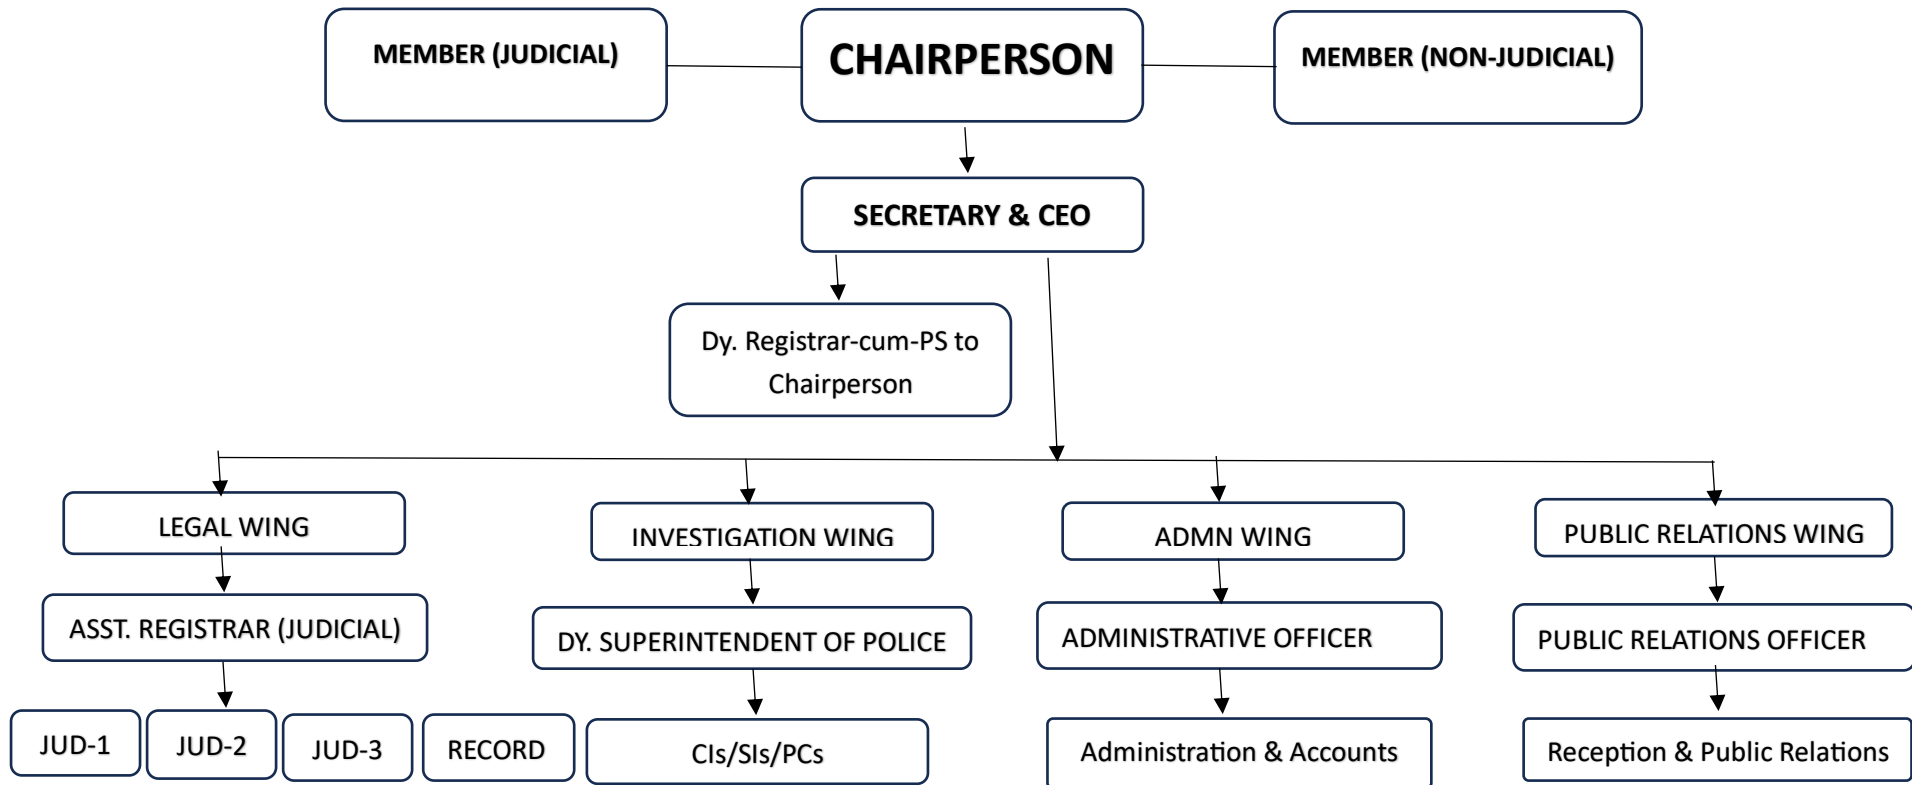 MEMBER (JUDICIAL)
CHAIRPERSON
MEMBER (NON-JUDICIAL)
SECRETARY & CEO
Dy. Registrar-cum-PS to
Chairperson
LEGAL WING
INVESTIGATION WING
ADMN WING
PUBLIC RELATIONS WING
ASST. REGISTRAR (JUDICIAL)
DY. SUPERINTENDENT OF POLICE
ADMINISTRATIVE OFFICER
PUBLIC RELATIONS OFFICER
JUD-1
JUD-2
JUD-3
RECORD
CIs/SIs/PCs
Administration & Accounts
Reception & Public Relations